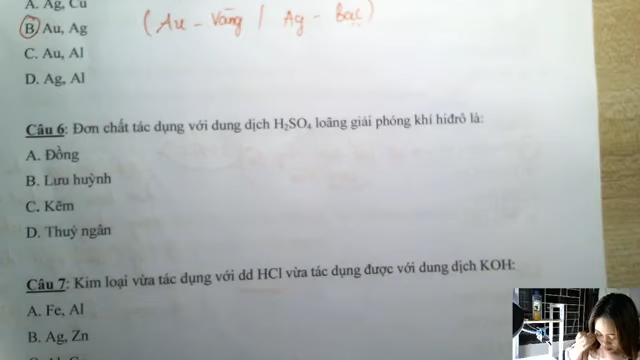 A. Ag, Cu
B. Au, Ag (Au - Vàng / Ag - Bạc)
C. Au, Al
D. Ag, Al
Câu 6: Đơn chất tác dụng với dung dịch H₂SO₄ loãng giải phóng khí hiđrô là:
A. Đồng
B. Lưu huỳnh
C. Kẽm
D. Thuỷ ngân
Câu 7: Kim loại vừa tác dụng với dd HCl vừa tác dụng được với dung dịch KOH:
A. Fe, Al
B. Ag, Zn